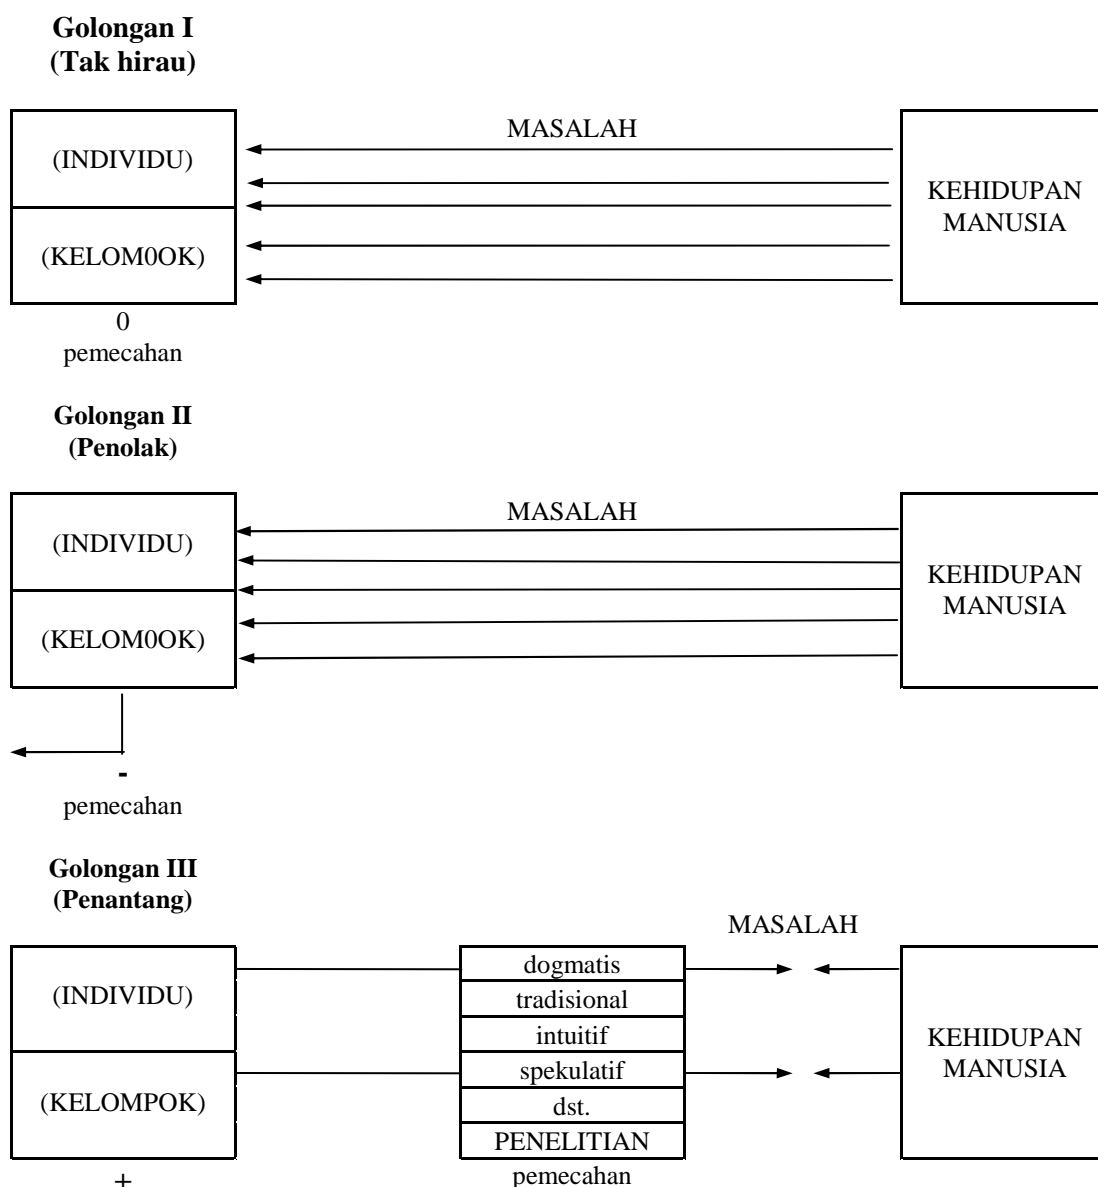 Golongan I
(Tak hirau)
MASALAH
(INDIVIDU)
KEHIDUPAN
MANUSIA
(KELOM0OK)
0
pemecahan
Golongan II
(Penolak)
MASALAH
(INDIVIDU)
KEHIDUPAN
MANUSIA
(KELOM0OK)
-
pemecahan
Golongan III
(Penantang)
MASALAH
(INDIVIDU)
(KELOMPOK)
+
dogmatis
tradisional
intuitif
spekulatif
dst.
PENELITIAN
pemecahan
KEHIDUPAN
MANUSIA